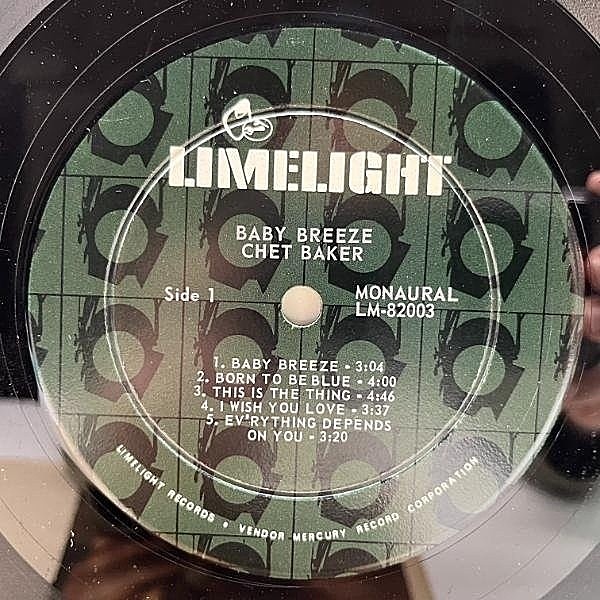 LIMELIGHT
BABY BREEZE
CHET BAKER
Side 1
MONAURAL
LM-82003
1. BABY BREEZE - 3:04
2. BORN TO BE BLUE - 4:00
3. THIS IS THE THING - 4:46
4. I WISH YOU LOVE - 3:37
5. EV'RYTHING DEPENDS
ON YOU - 3:20
LIMELIGHT RECORDS • VENDOR MERCURY RECORD CORPORATION